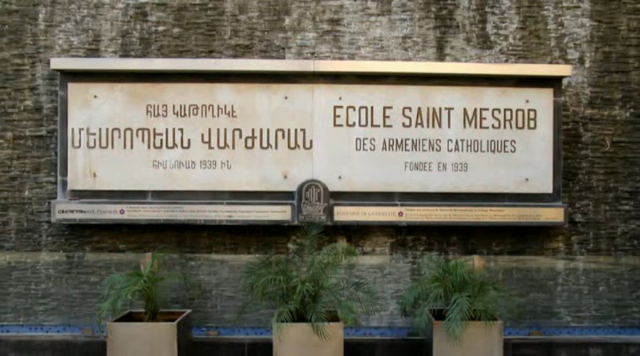 ՀԱՅ ԿԱԹՈՂԻԿԷ
ՄԵՍՐՈՊԵԱՆ ՎԱՐԺԱՐԱՆ
ՀԻՄՆՈՒԱԾ 1939 ԻՆ
ECOLE SAINT MESROB
DES ARMENIENS CATHOLIQUES
FONDEE EN 1939